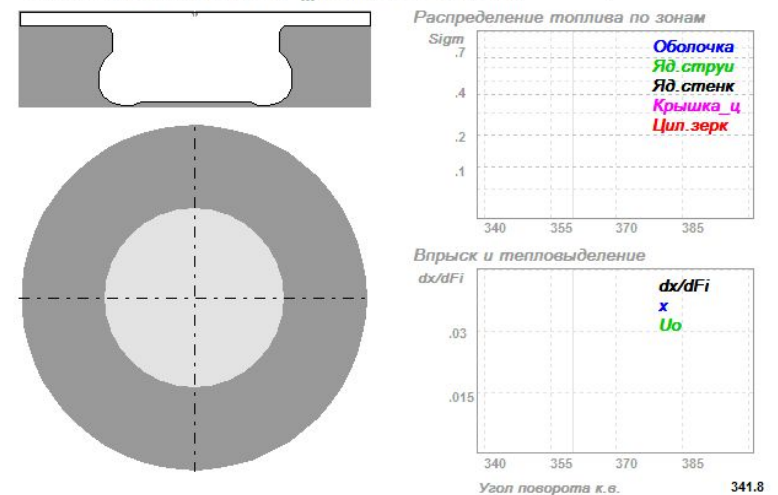 Распределение топлива по зонам
Sigm
.7
.4
.2
.1
Оболочка
Яд.струи
Яд.стенк
Крышка_ц
Цил.зерк
340 355 370 385
Впрыск и тепловыделение
dx/dFi
.03
.015
dx/dFi
x
Uo
340 355 370 385
Угол поворота к.в. 341.8